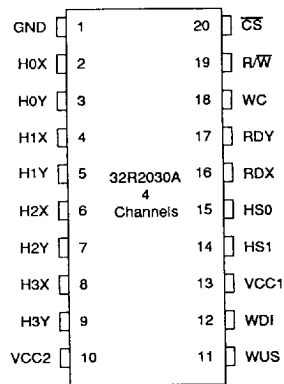 GND 1 20 C̅S̅
H0X 2 19 R/W̅
H0Y 3 18 WC
H1X 4 17 RDY
H1Y 5 16 RDX
32R2030A
4
Channels
H2X 6 15 HS0
H2Y 7 14 HS1
H3X 8 13 VCC1
H3Y 9 12 WDI
VCC2 10 11 WUS